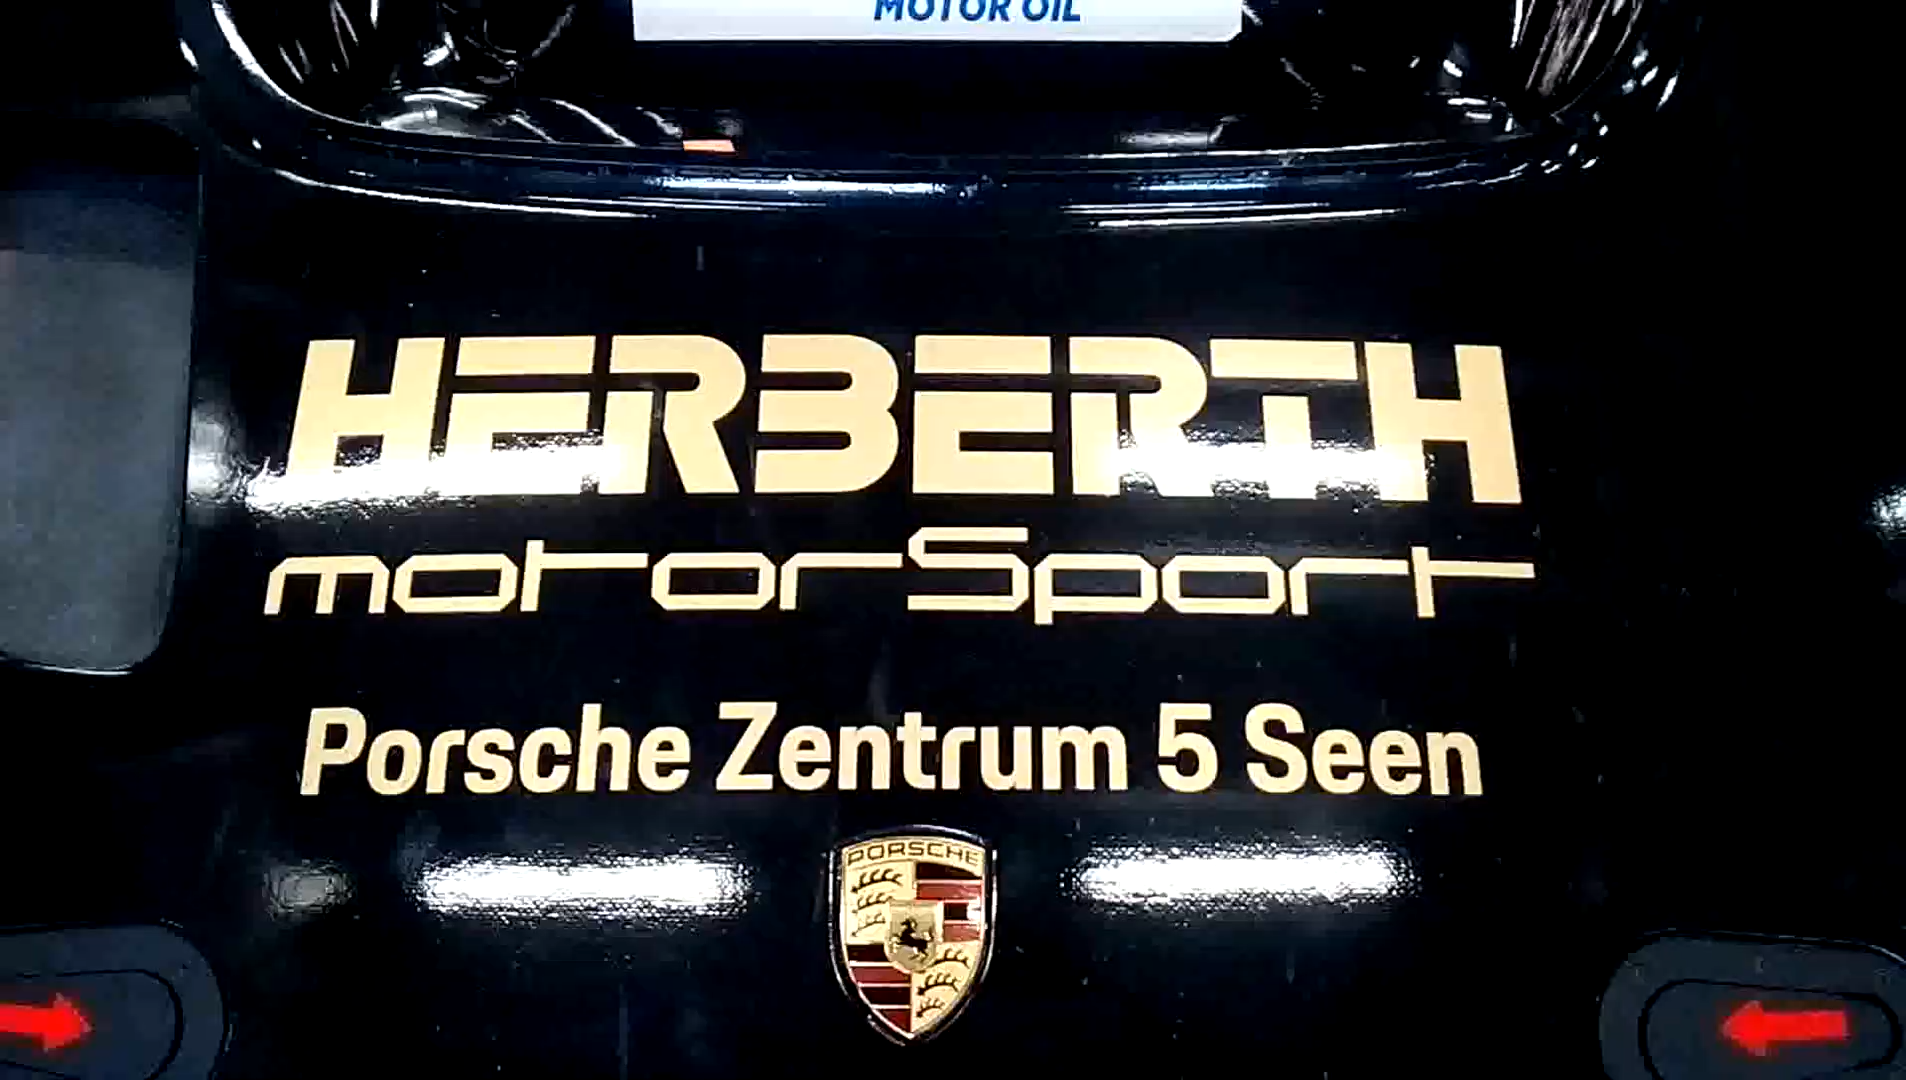 MOTOR OIL
HERBERTH
motorSport
Porsche Zentrum 5 Seen
PORSCHE